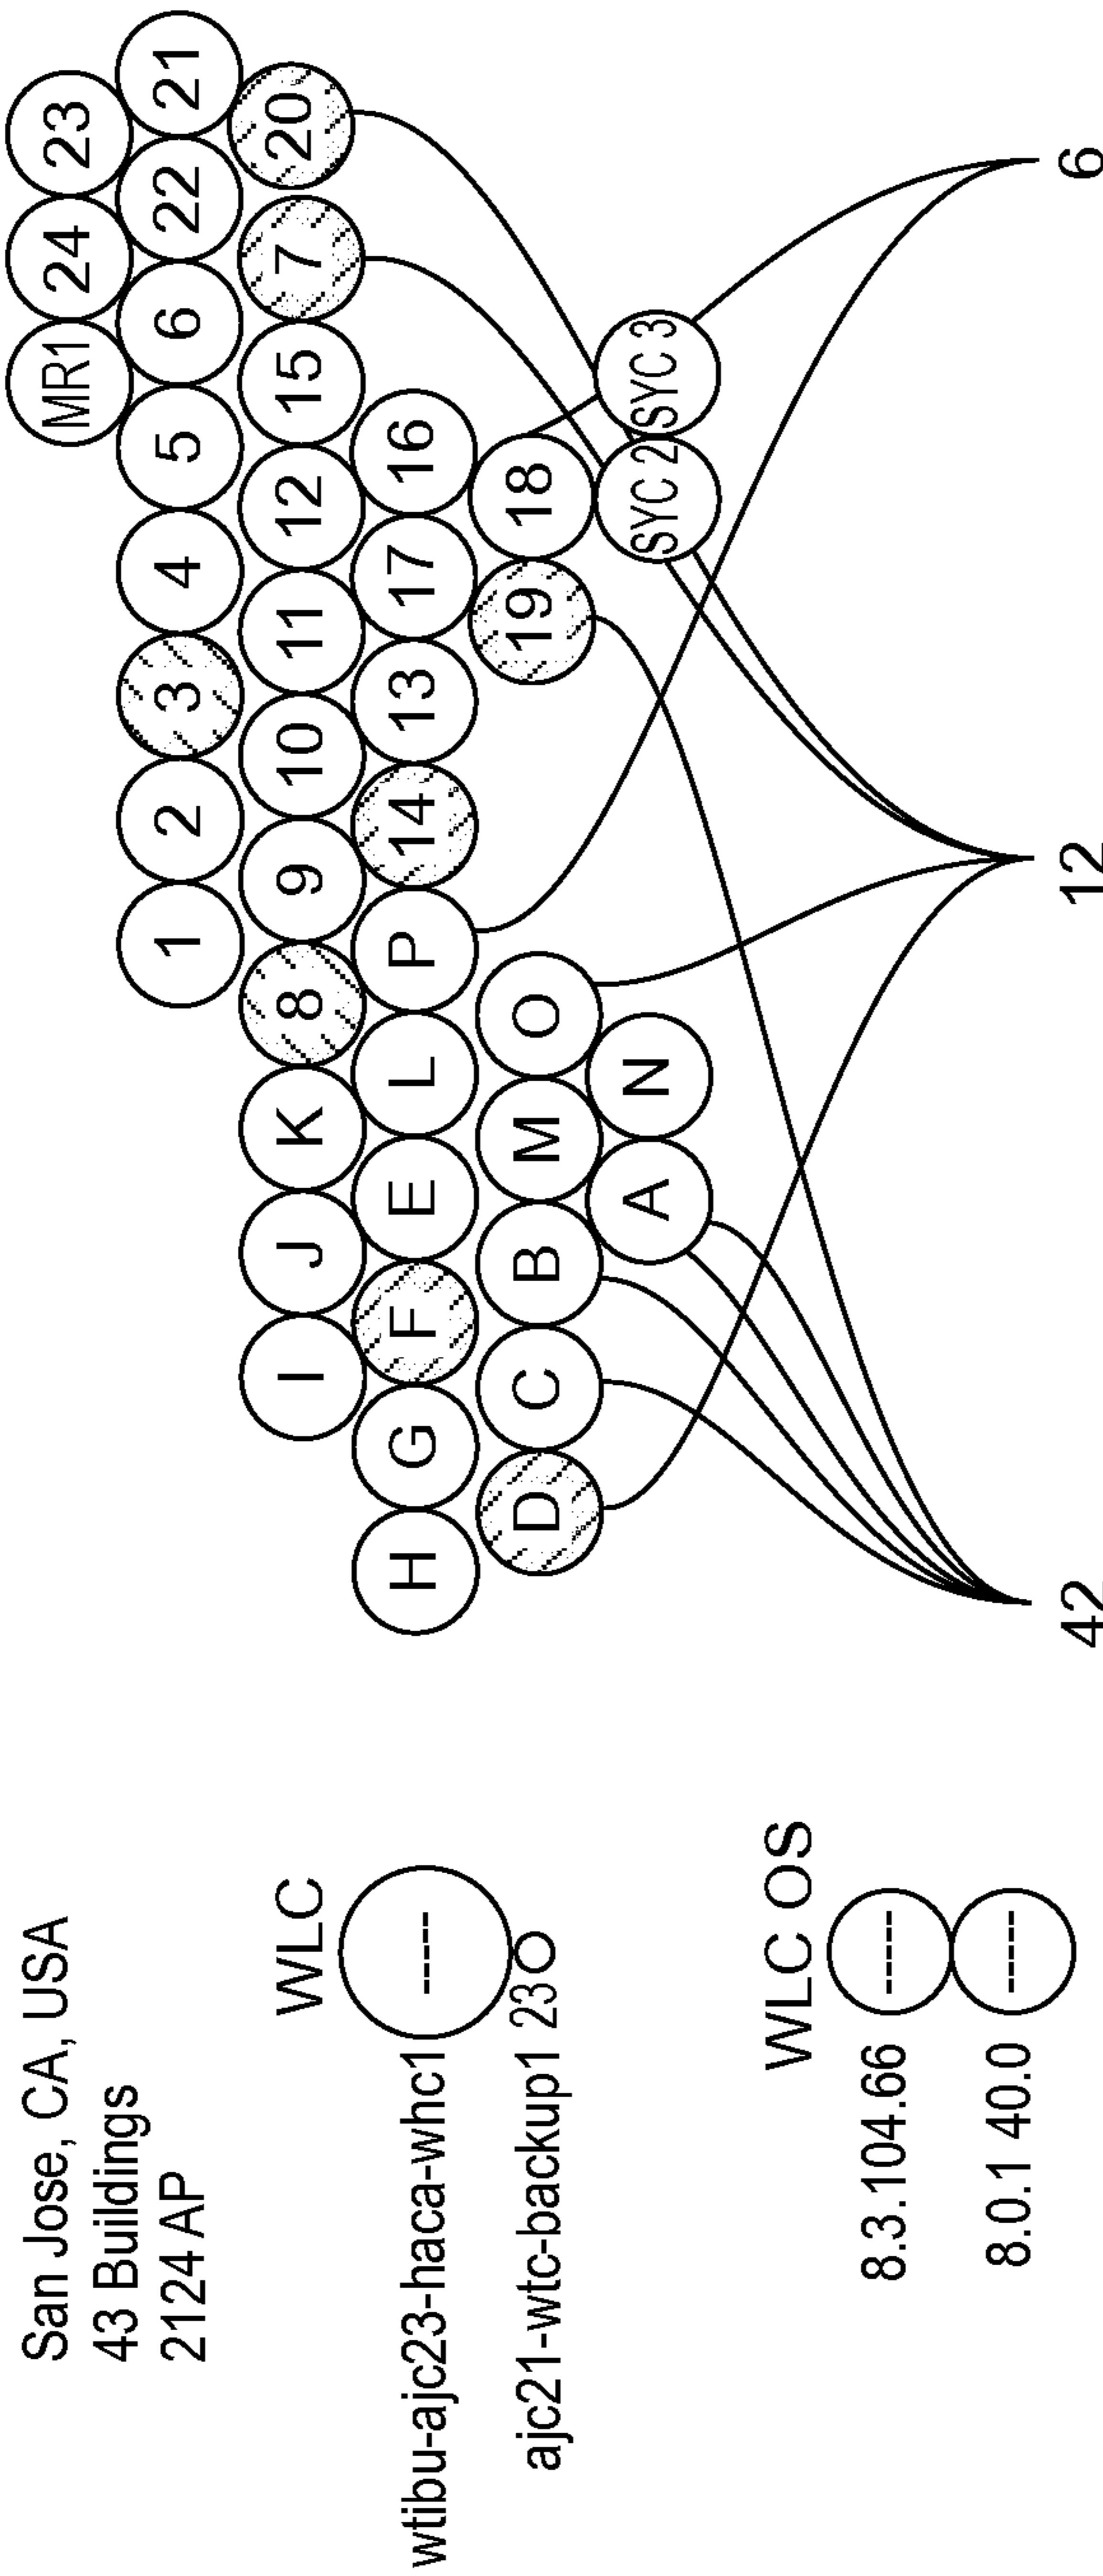 San Jose, CA, USA
43 Buildings
2124 AP
WLC
-----
wtibu-ajc23-haca-whc1
ajc21-wtc-backup1 23
WLC OS
8.3.104.66 -----
8.0.1 40.0 -----
MR1 24 23
1 2 3 4 5 6 22 21
I J K 8 9 10 11 12 15 7 20
H G F E L P 14 13 17 16
D C B M O 19 18
A N SYC 2 SYC 3
42 12 6